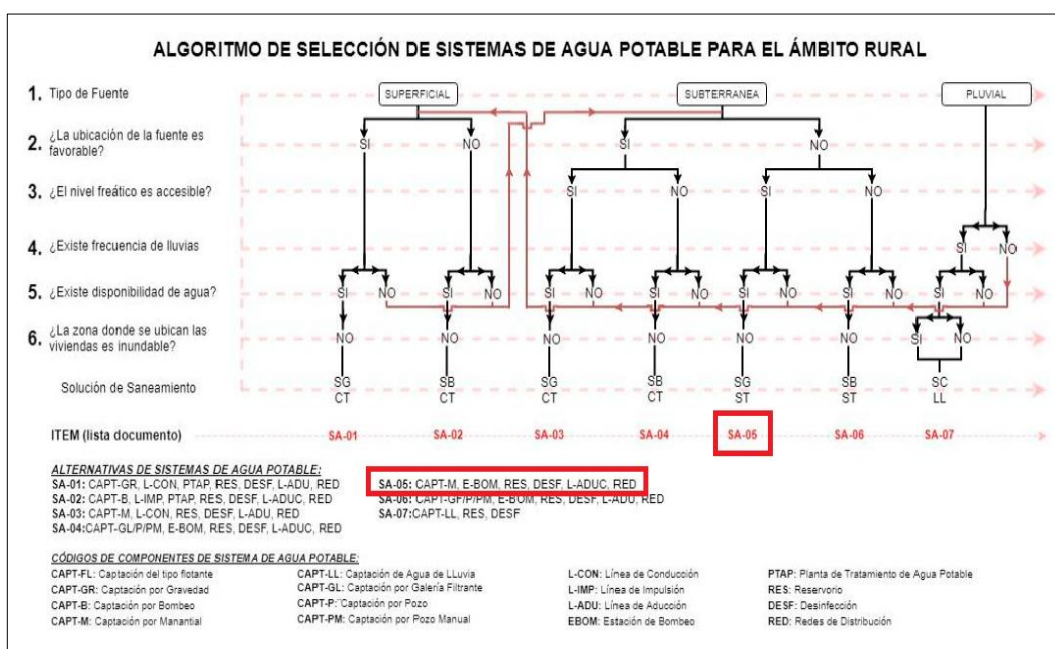 ALGORITMO DE SELECCIÓN DE SISTEMAS DE AGUA POTABLE PARA EL ÁMBITO RURAL
1. Tipo de Fuente
SUPERFICIAL
SUBTERRANEA
PLUVIAL
2. ¿La ubicación de la fuente es
favorable?
SI NO SI NO
3. ¿El nivel freático es accesible?
SI NO SI NO
4. ¿Existe frecuencia de lluvias
SI NO
5. ¿Existe disponibilidad de agua?
SI NO SI NO SI NO SI NO SI NO SI NO SI NO
6. ¿La zona donde se ubican las
viviendas es inundable?
NO NO NO NO NO NO SI NO
Solución de Saneamiento
SG SB SG SB SG SB SC
CT CT CT CT ST ST LL
ITEM (lista documento) SA-01 SA-02 SA-03 SA-04 SA-05 SA-06 SA-07
ALTERNATIVAS DE SISTEMAS DE AGUA POTABLE:
SA-01: CAPT-GR, L-CON, PTAP, RES, DESF, L-ADU, RED
SA-02: CAPT-B, L-IMP, PTAP, RES, DESF, L-ADUC, RED
SA-03: CAPT-M, L-CON, RES, DESF, L-ADU, RED
SA-04:CAPT-GL/P/PM, E-BOM, RES, DESF, L-ADUC, RED
SA-05: CAPT-M, E-BOM, RES, DESF, L-ADUC, RED
SA-06: CAPT-GF/P/PM, E-BOM, RES, DESF, L-ADU, RED
SA-07:CAPT-LL, RES, DESF
CÓDIGOS DE COMPONENTES DE SISTEMA DE AGUA POTABLE:
CAPT-FL: Captación del tipo flotante
CAPT-GR: Captación por Gravedad
CAPT-B: Captación por Bombeo
CAPT-M: Captación por Manantial
CAPT-LL: Captación de Agua de LLuvia
CAPT-GL: Captación por Galería Filtrante
CAPT-P: Captación por Pozo
CAPT-PM: Captación por Pozo Manual
L-CON: Línea de Conducción
L-IMP: Línea de Impulsión
L-ADU: Línea de Aducción
EBOM: Estación de Bombeo
PTAP: Planta de Tratamiento de Agua Potable
RES: Reservorio
DESF: Desinfección
RED: Redes de Distribución